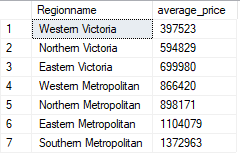 Regionname average_price
1 Western Victoria 397523
2 Northern Victoria 594829
3 Eastern Victoria 699980
4 Western Metropolitan 866420
5 Northern Metropolitan 898171
6 Eastern Metropolitan 1104079
7 Southern Metropolitan 1372963